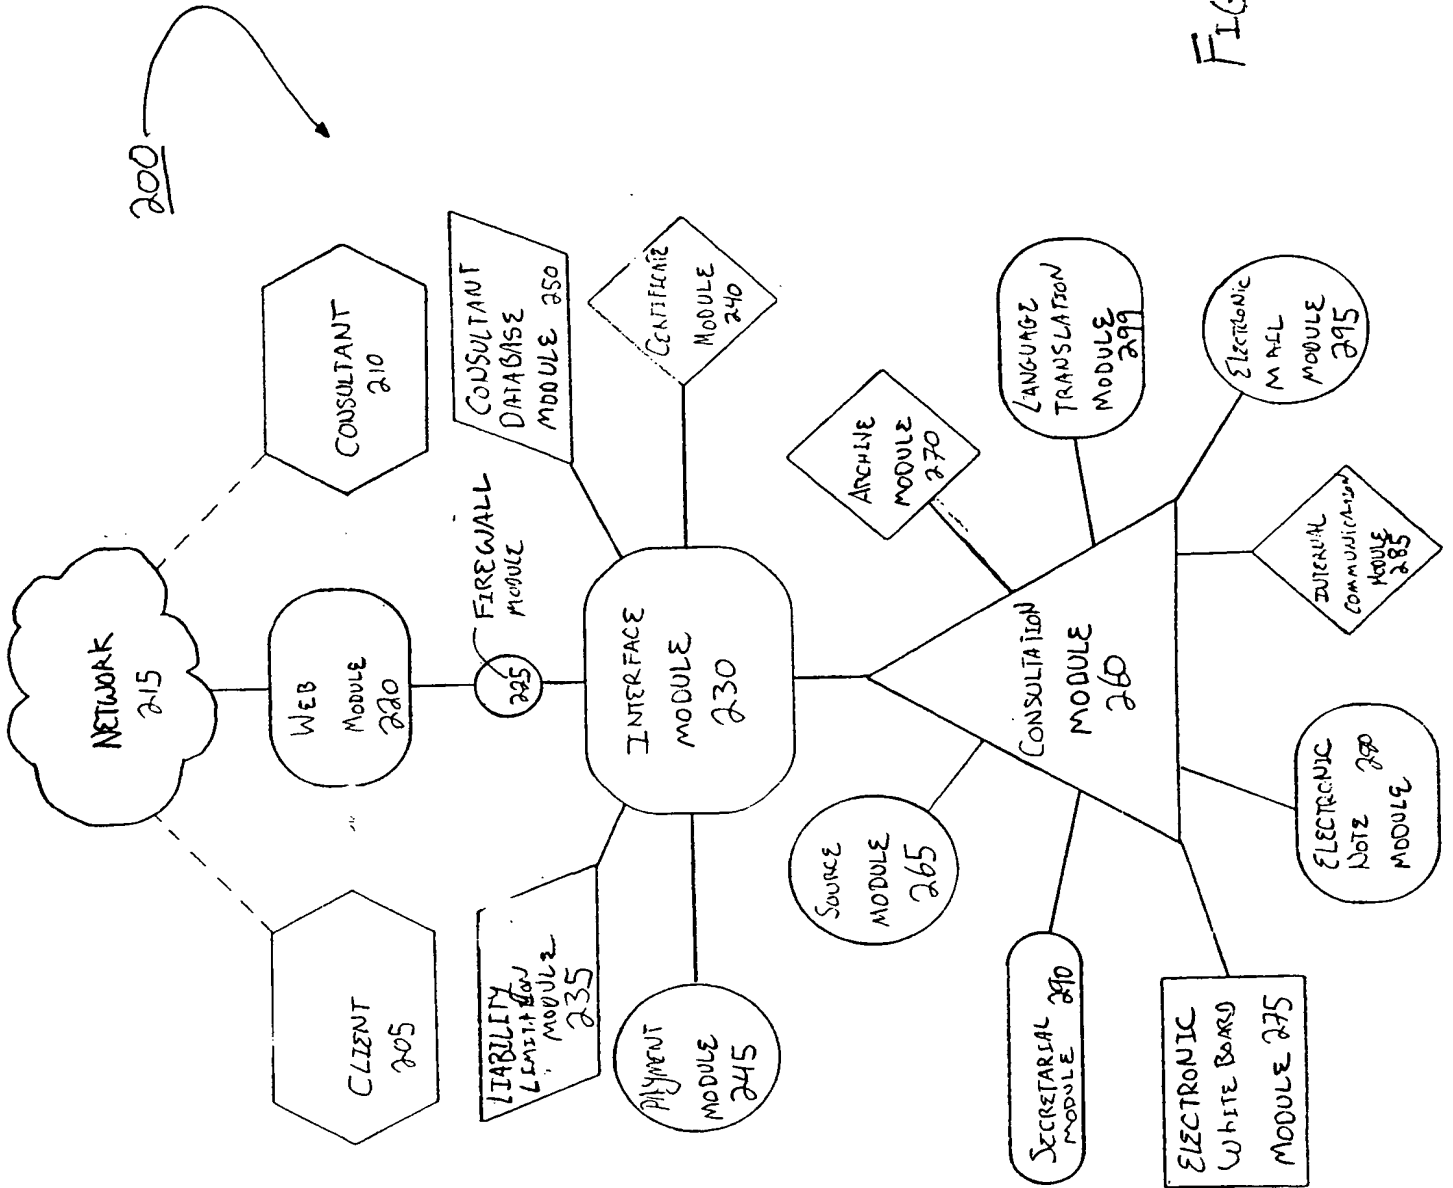 200
NETWORK
215
CLIENT
205
WEB
MODULE
220
CONSULTANT
210
LIABILITY
LIMITATION
MODULE
235
225
FIREWALL
MODULE
CONSULTANT
DATABASE
MODULE 250
PAYMENT
MODULE
245
INTERFACE
MODULE
230
CERTIFICATE
MODULE
240
SOURCE
MODULE
265
ARCHIVE
MODULE
270
CONSULTATION
MODULE
260
SECRETARIAL
MODULE 290
LANGUAGE
TRANSLATION
MODULE
299
ELECTRONIC
WHITE BOARD
MODULE 275
ELECTRONIC
NOTE 280
MODULE
INTERNAL
COMMUNICATION
MODULE
285
ELECTRONIC
MAIL
MODULE
295
FIG